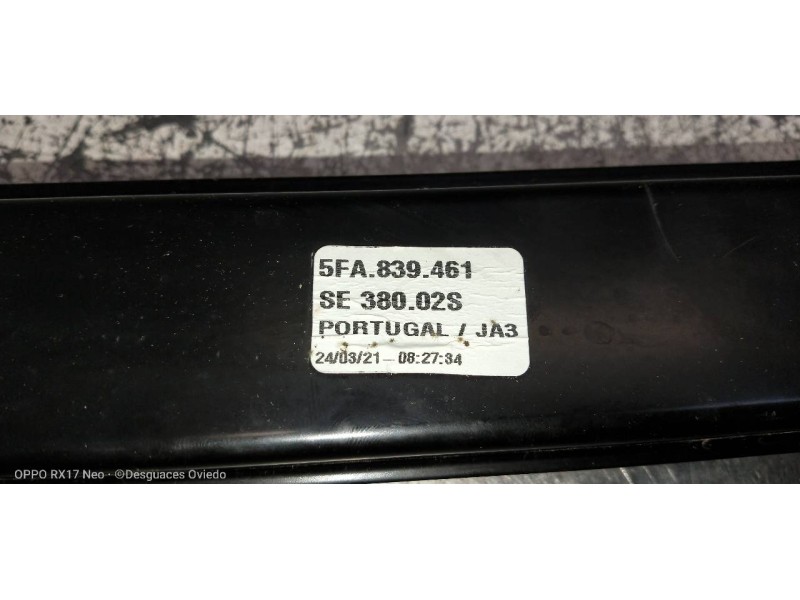 5FA.839.461
SE 380.02S
PORTUGAL / JA3
24/03/21-08:27:34
OPPO RX17 Neo · ©Desguaces Oviedo